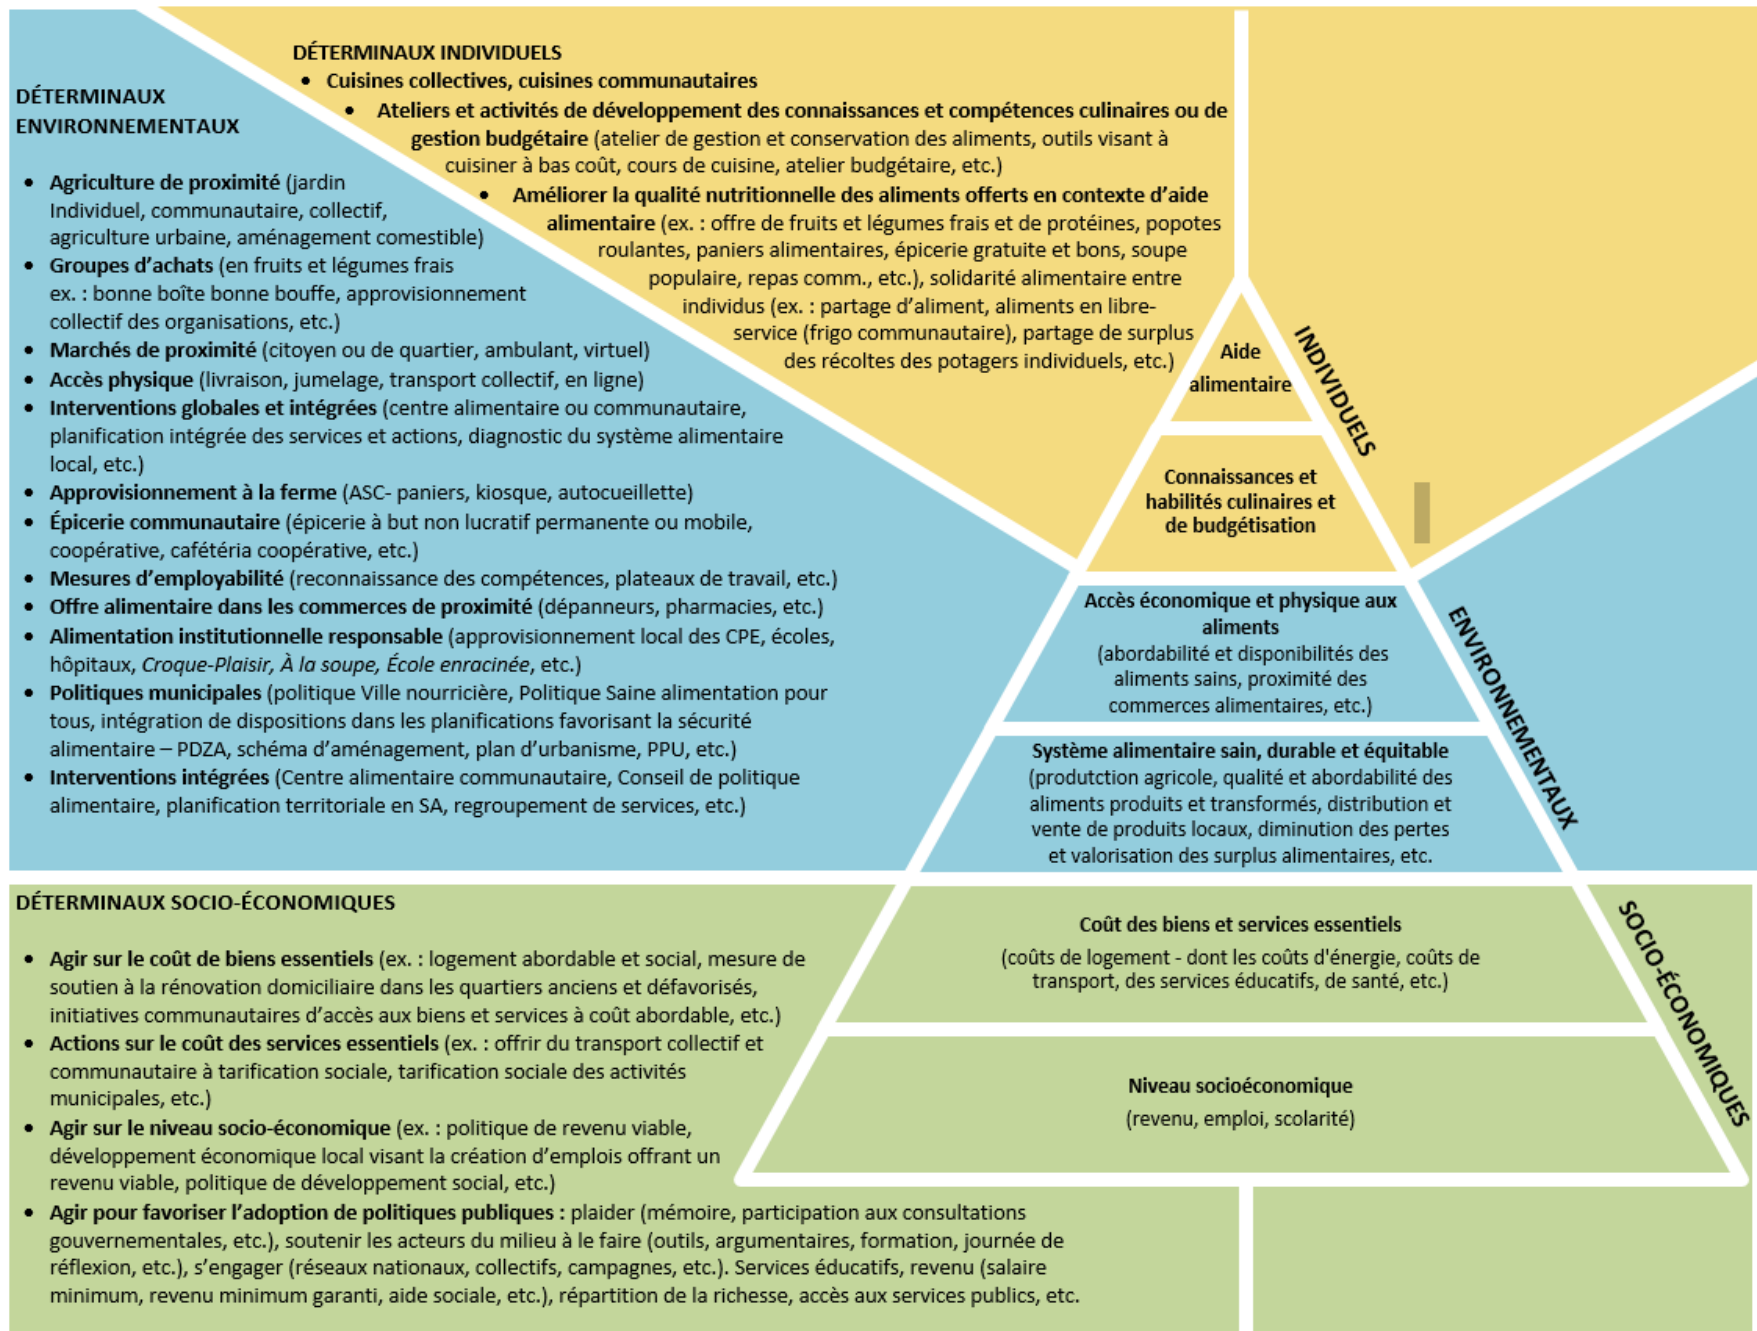 DÉTERMINAUX INDIVIDUELS
• Cuisines collectives, cuisines communautaires
• Ateliers et activités de développement des connaissances et compétences culinaires ou de
gestion budgétaire (atelier de gestion et conservation des aliments, outils visant à
cuisiner à bas coût, cours de cuisine, atelier budgétaire, etc.)
• Améliorer la qualité nutritionnelle des aliments offerts en contexte d'aide
alimentaire (ex. : offre de fruits et légumes frais et de protéines, popotes
roulantes, paniers alimentaires, épicerie gratuite et bons, soupe
populaire, repas comm., etc.), solidarité alimentaire entre
individus (ex. : partage d'aliment, aliments en libre-
service (frigo communautaire), partage de surplus
des récoltes des potagers individuels, etc.)
DÉTERMINAUX
ENVIRONNEMENTAUX
• Agriculture de proximité (jardin
Individuel, communautaire, collectif,
agriculture urbaine, aménagement comestible)
• Groupes d'achats (en fruits et légumes frais
ex. : bonne boîte bonne bouffe, approvisionnement
collectif des organisations, etc.)
• Marchés de proximité (citoyen ou de quartier, ambulant, virtuel)
• Accès physique (livraison, jumelage, transport collectif, en ligne)
• Interventions globales et intégrées (centre alimentaire ou communautaire,
planification intégrée des services et actions, diagnostic du système alimentaire
local, etc.)
• Approvisionnement à la ferme (ASC- paniers, kiosque, autocueillette)
• Épicerie communautaire (épicerie à but non lucratif permanente ou mobile,
coopérative, cafétéria coopérative, etc.)
• Mesures d'employabilité (reconnaissance des compétences, plateaux de travail, etc.)
• Offre alimentaire dans les commerces de proximité (dépanneurs, pharmacies, etc.)
• Alimentation institutionnelle responsable (approvisionnement local des CPE, écoles,
hôpitaux, Croque-Plaisir, À la soupe, École enracinée, etc.)
• Politiques municipales (politique Ville nourricière, Politique Saine alimentation pour
tous, intégration de dispositions dans les planifications favorisant la sécurité
alimentaire – PDZA, schéma d'aménagement, plan d'urbanisme, PPU, etc.)
• Interventions intégrées (Centre alimentaire communautaire, Conseil de politique
alimentaire, planification territoriale en SA, regroupement de services, etc.)
DÉTERMINAUX SOCIO-ÉCONOMIQUES
• Agir sur le coût de biens essentiels (ex. : logement abordable et social, mesure de
soutien à la rénovation domiciliaire dans les quartiers anciens et défavorisés,
initiatives communautaires d'accès aux biens et services à coût abordable, etc.)
• Actions sur le coût des services essentiels (ex. : offrir du transport collectif et
communautaire à tarification sociale, tarification sociale des activités
municipales, etc.)
• Agir sur le niveau socio-économique (ex. : politique de revenu viable,
développement économique local visant la création d'emplois offrant un
revenu viable, politique de développement social, etc.)
• Agir pour favoriser l'adoption de politiques publiques : plaider (mémoire, participation aux consultations
gouvernementales, etc.), soutenir les acteurs du milieu à le faire (outils, argumentaires, formation, journée de
réflexion, etc.), s'engager (réseaux nationaux, collectifs, campagnes, etc.). Services éducatifs, revenu (salaire
minimum, revenu minimum garanti, aide sociale, etc.), répartition de la richesse, accès aux services publics, etc.
Aide
alimentaire
Connaissances et
habilités culinaires et
de budgétisation
Accès économique et physique aux
aliments
(abordabilité et disponibilités des
aliments sains, proximité des
commerces alimentaires, etc.)
Système alimentaire sain, durable et équitable
(produtction agricole, qualité et abordabilité des
aliments produits et transformés, distribution et
vente de produits locaux, diminution des pertes
et valorisation des surplus alimentaires, etc.
Coût des biens et services essentiels
(coûts de logement - dont les coûts d'énergie, coûts de
transport, des services éducatifs, de santé, etc.)
Niveau socioéconomique
(revenu, emploi, scolarité)
INDIVIDUELS
ENVIRONNEMENTAUX
SOCIO-ÉCONOMIQUES